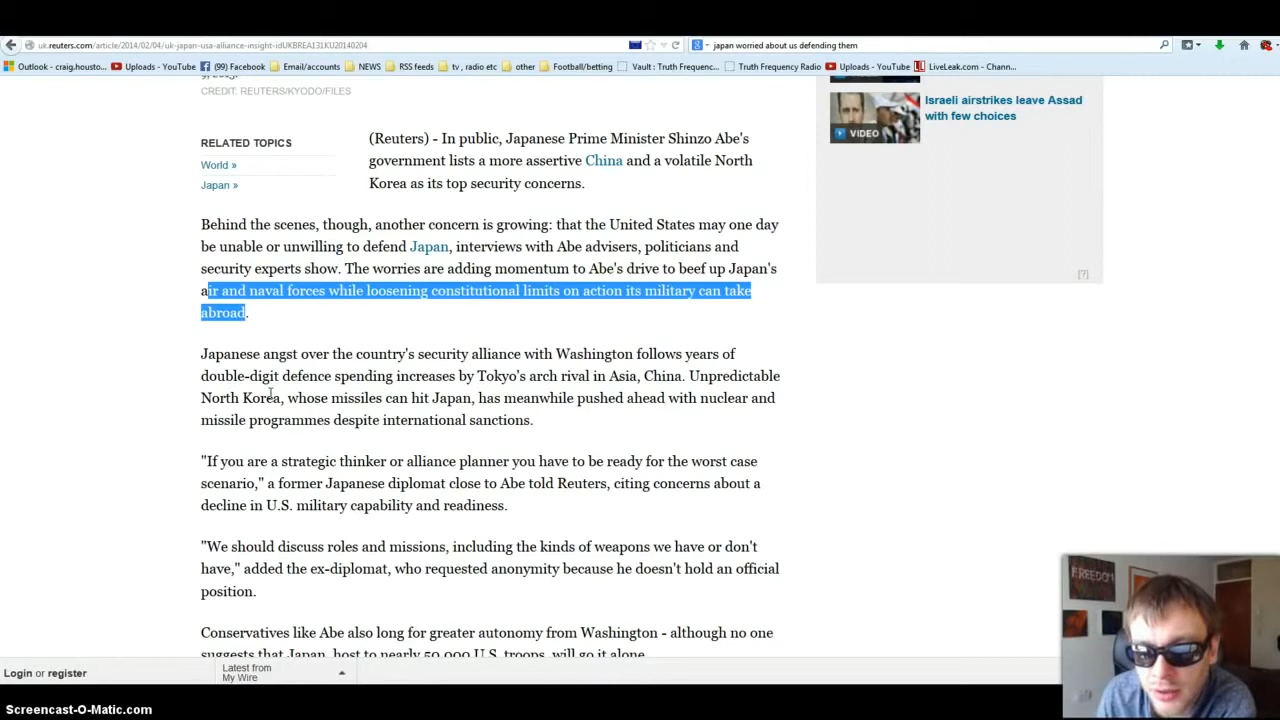 uk.reuters.com/article/2014/02/04/uk-japan-usa-alliance-insight-idUKBREA131KU20140204
japan worried about us defending them
Outlook - craig.housto...
Uploads - YouTube
(99) Facebook
Email/accounts
NEWS
RSS feeds
tv , radio etc
other
Football/betting
Vault : Truth Frequenc...
Truth Frequency Radio
Uploads - YouTube
LiveLeak.com - Chann...
CREDIT: REUTERS/KYODO/FILES
RELATED TOPICS
World »
Japan »
(Reuters) - In public, Japanese Prime Minister Shinzo Abe's
government lists a more assertive China and a volatile North
Korea as its top security concerns.
Behind the scenes, though, another concern is growing: that the United States may one day
be unable or unwilling to defend Japan, interviews with Abe advisers, politicians and
security experts show. The worries are adding momentum to Abe's drive to beef up Japan's
air and naval forces while loosening constitutional limits on action its military can take
abroad.
Japanese angst over the country's security alliance with Washington follows years of
double-digit defence spending increases by Tokyo's arch rival in Asia, China. Unpredictable
North Korea, whose missiles can hit Japan, has meanwhile pushed ahead with nuclear and
missile programmes despite international sanctions.
"If you are a strategic thinker or alliance planner you have to be ready for the worst case
scenario," a former Japanese diplomat close to Abe told Reuters, citing concerns about a
decline in U.S. military capability and readiness.
"We should discuss roles and missions, including the kinds of weapons we have or don't
have," added the ex-diplomat, who requested anonymity because he doesn't hold an official
position.
Conservatives like Abe also long for greater autonomy from Washington - although no one
suggests that Japan, host to nearly 50,000 U.S. troops, will go it alone.
VIDEO
VIDEO
Israeli airstrikes leave Assad
with few choices
[?]
FREEDOM
Login or register
Latest from
My Wire
Screencast-O-Matic.com